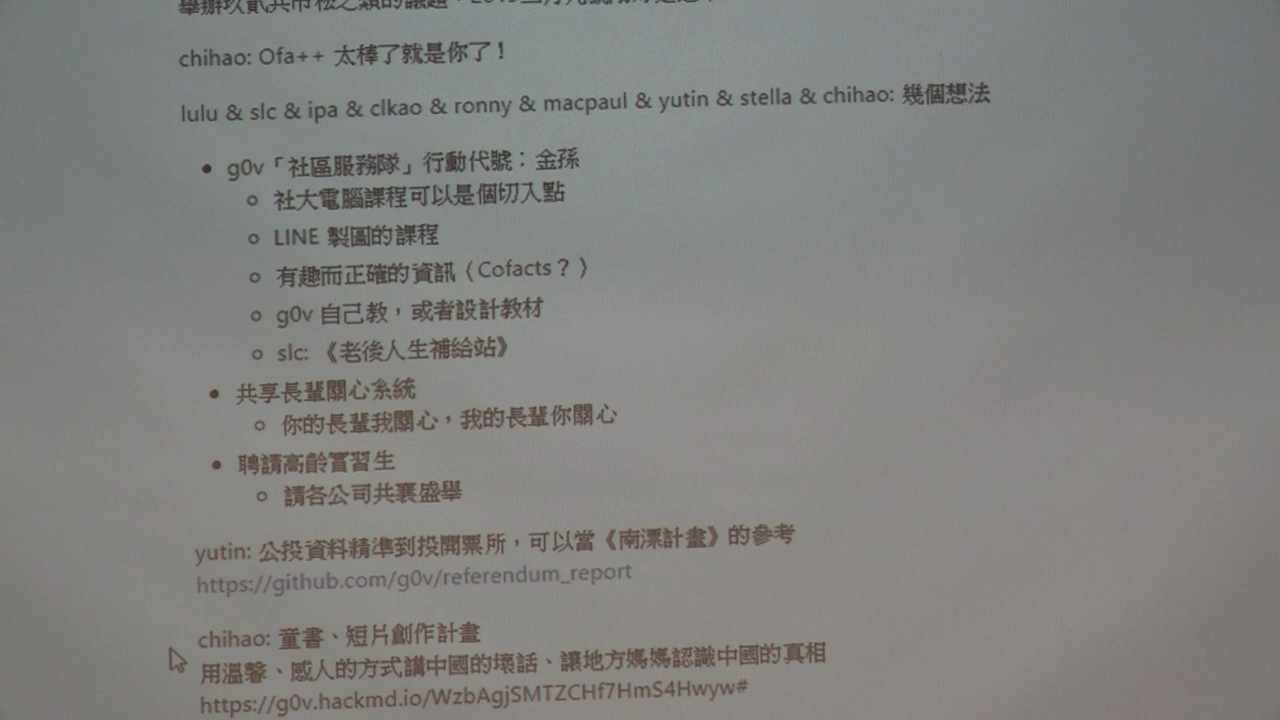 chihao: Ofa++ 太棒了就是你了！
lulu & slc & ipa & clkao & ronny & macpaul & yutin & stella & chihao: 幾個想法
• g0v「社區服務隊」行動代號：金孫
○ 社大電腦課程可以是個切入點
○ LINE 製圖的課程
○ 有趣而正確的資訊（Cofacts？）
○ g0v 自己教，或者設計教材
○ slc: 《老後人生補給站》
• 共享長輩關心系統
○ 你的長輩我關心，我的長輩你關心
• 聘請高齡實習生
○ 請各公司共襄盛舉
yutin: 公投資料精準到投開票所，可以當《南漂計畫》的參考
https://github.com/g0v/referendum_report
chihao: 童書、短片創作計畫
用溫馨、感人的方式講中國的壞話、讓地方媽媽認識中國的真相
https://g0v.hackmd.io/WzbAgjSMTZCHf7HmS4Hwyw#